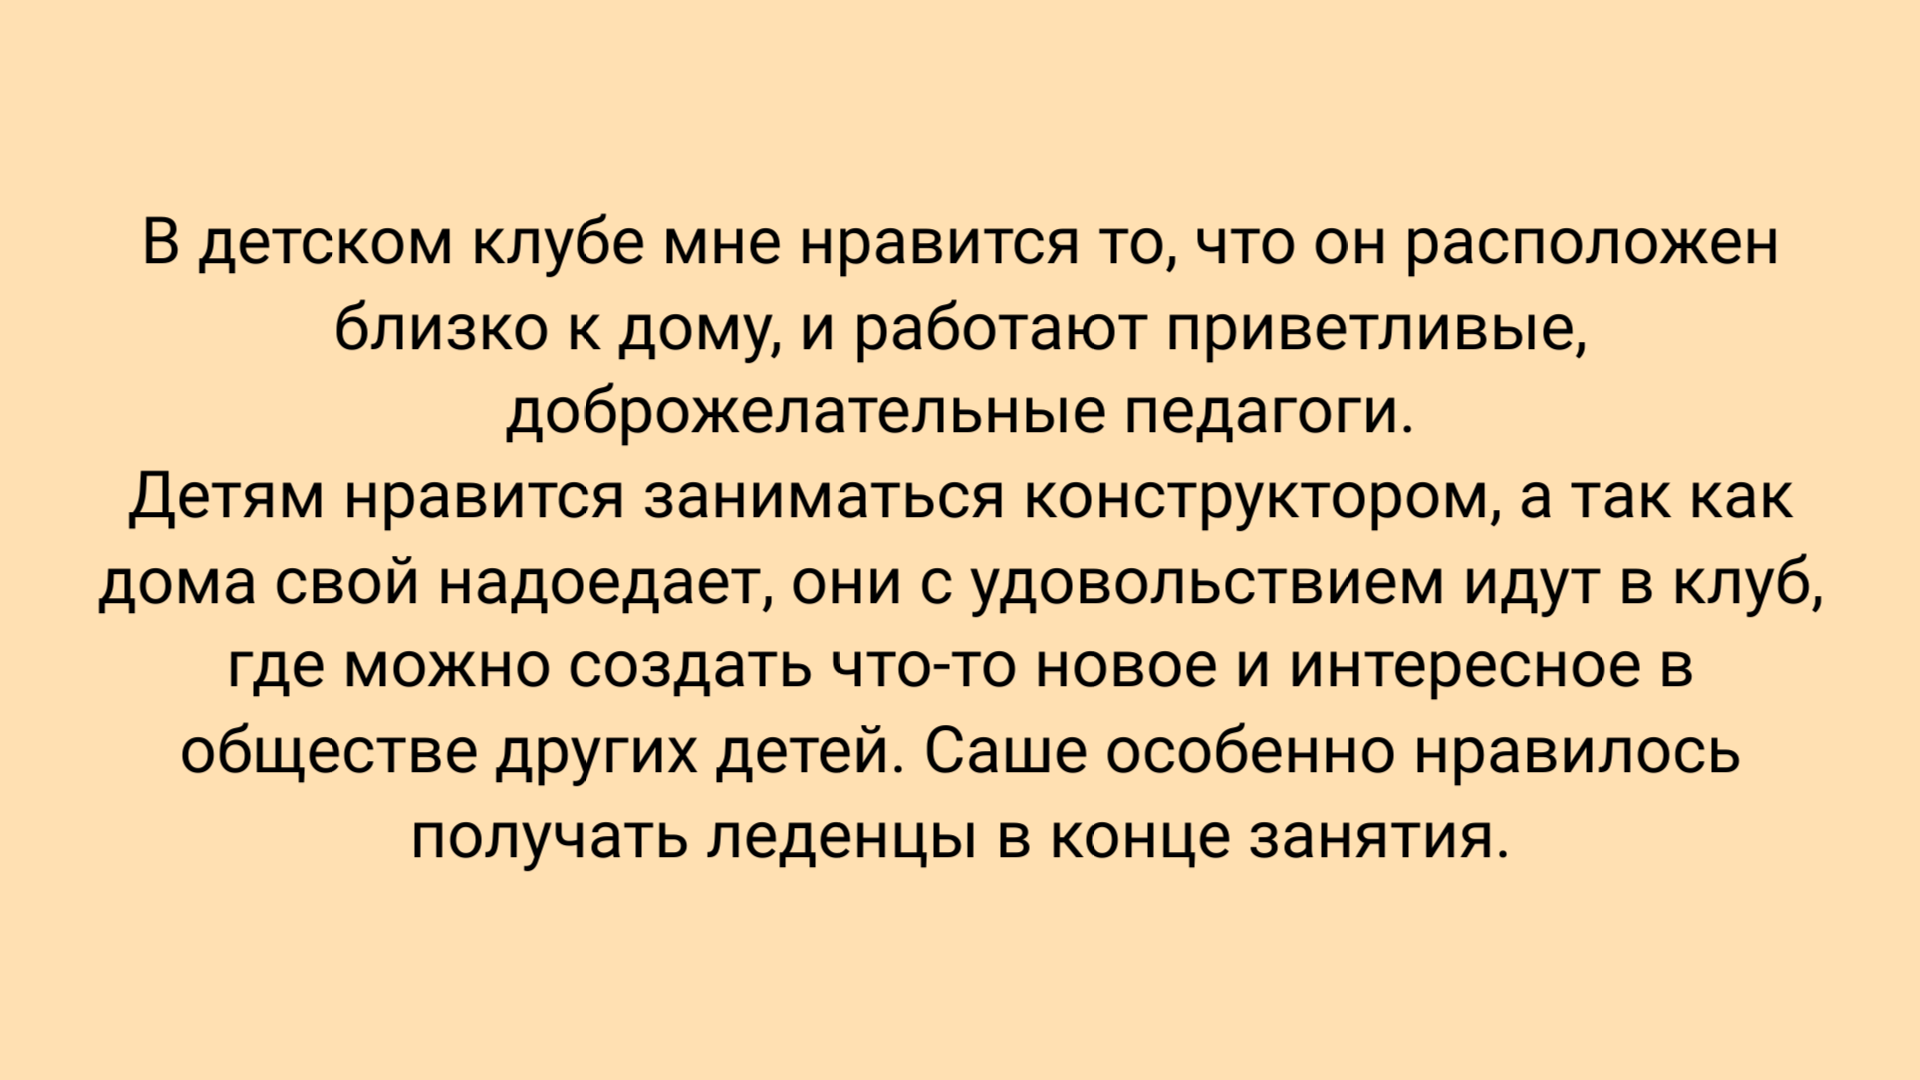 В детском клубе мне нравится то, что он расположен
близко к дому, и работают приветливые,
доброжелательные педагоги.
Детям нравится заниматься конструктором, а так как
дома свой надоедает, они с удовольствием идут в клуб,
где можно создать что-то новое и интересное в
обществе других детей. Саше особенно нравилось
получать леденцы в конце занятия.